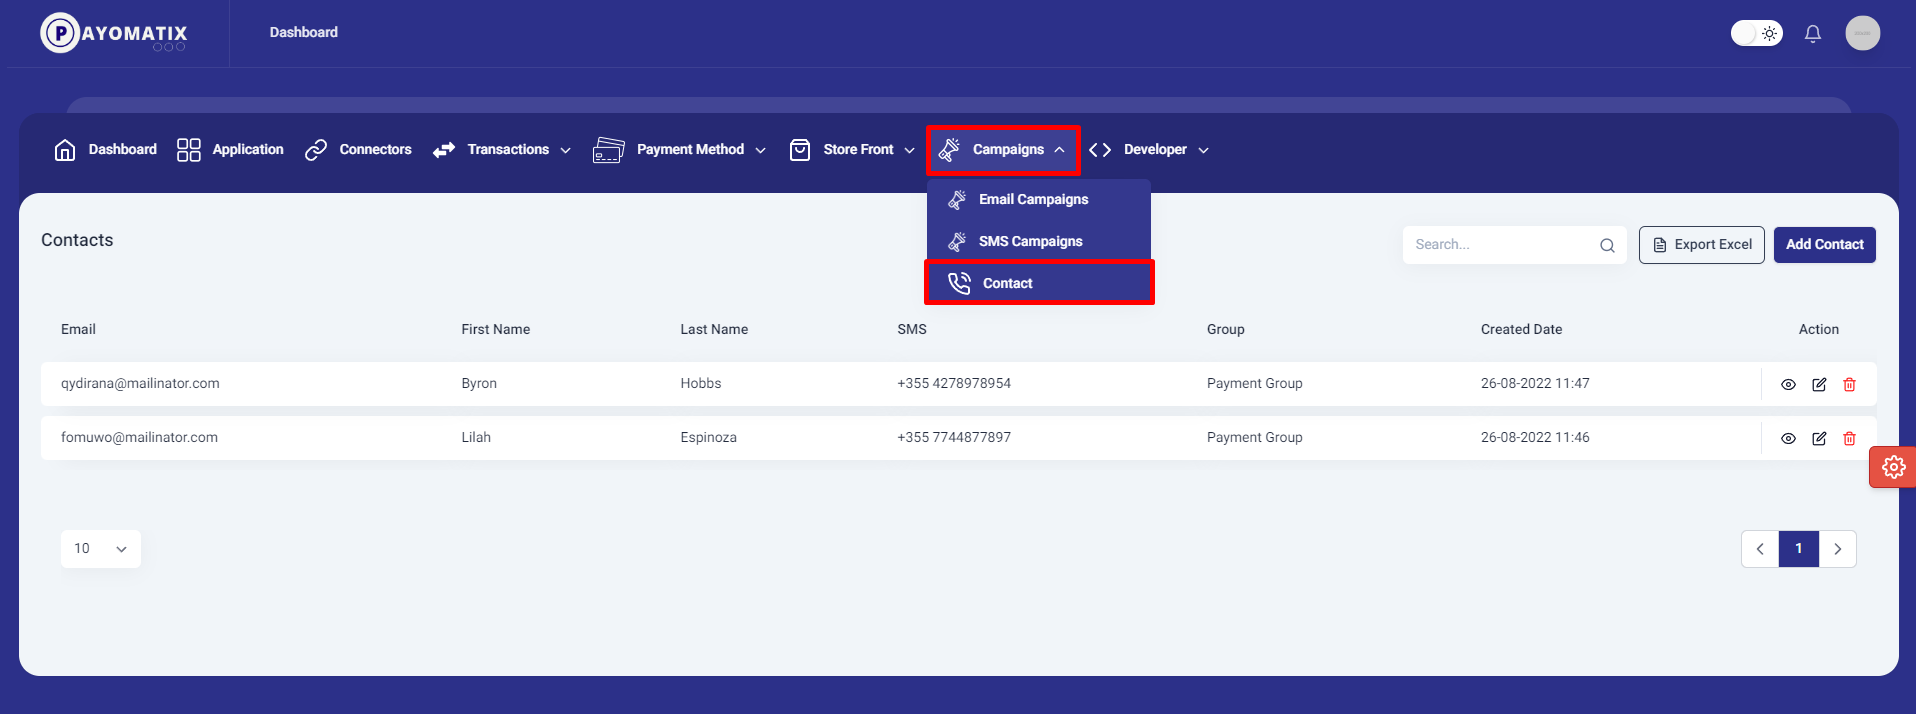 PAYOMATIX
Dashboard
Dashboard
Application
Connectors
Transactions
Payment Method
Store Front
Campaigns
Developer
Email Campaigns
SMS Campaigns
Contact
Contacts
Search...
Export Excel
Add Contact
Email First Name Last Name SMS Group Created Date Action
qydirana@mailinator.com Byron Hobbs +355 4278978954 Payment Group 26-08-2022 11:47
fomuwo@mailinator.com Lilah Espinoza +355 7744877897 Payment Group 26-08-2022 11:46
10
1